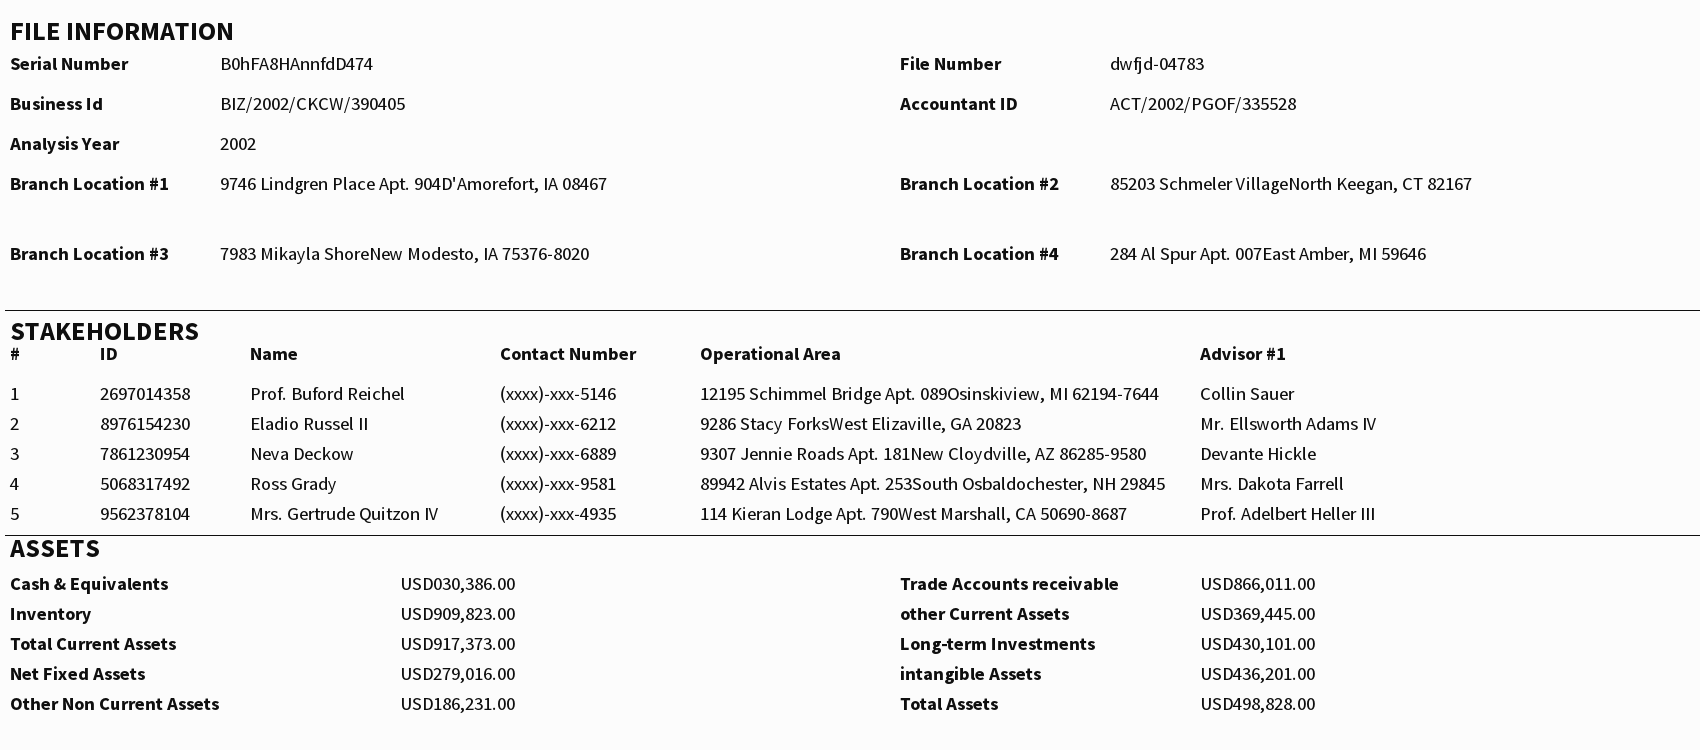 FILE INFORMATION
Serial Number B0hFA8HAnnfdD474 File Number dwfjd-04783
Business Id BIZ/2002/CKCW/390405 Accountant ID ACT/2002/PGOF/335528
Analysis Year 2002
Branch Location #1 9746 Lindgren Place Apt. 904D'Amorefort, IA 08467 Branch Location #2 85203 Schmeler VillageNorth Keegan, CT 82167
Branch Location #3 7983 Mikayla ShoreNew Modesto, IA 75376-8020 Branch Location #4 284 Al Spur Apt. 007East Amber, MI 59646
STAKEHOLDERS
# ID Name Contact Number Operational Area Advisor #1
1 2697014358 Prof. Buford Reichel (xxxx)-xxx-5146 12195 Schimmel Bridge Apt. 089Osinskiview, MI 62194-7644 Collin Sauer
2 8976154230 Eladio Russel II (xxxx)-xxx-6212 9286 Stacy ForksWest Elizaville, GA 20823 Mr. Ellsworth Adams IV
3 7861230954 Neva Deckow (xxxx)-xxx-6889 9307 Jennie Roads Apt. 181New Cloydville, AZ 86285-9580 Devante Hickle
4 5068317492 Ross Grady (xxxx)-xxx-9581 89942 Alvis Estates Apt. 253South Osbaldochester, NH 29845 Mrs. Dakota Farrell
5 9562378104 Mrs. Gertrude Quitzon IV (xxxx)-xxx-4935 114 Kieran Lodge Apt. 790West Marshall, CA 50690-8687 Prof. Adelbert Heller III
ASSETS
Cash & Equivalents USD030,386.00 Trade Accounts receivable USD866,011.00
Inventory USD909,823.00 other Current Assets USD369,445.00
Total Current Assets USD917,373.00 Long-term Investments USD430,101.00
Net Fixed Assets USD279,016.00 intangible Assets USD436,201.00
Other Non Current Assets USD186,231.00 Total Assets USD498,828.00